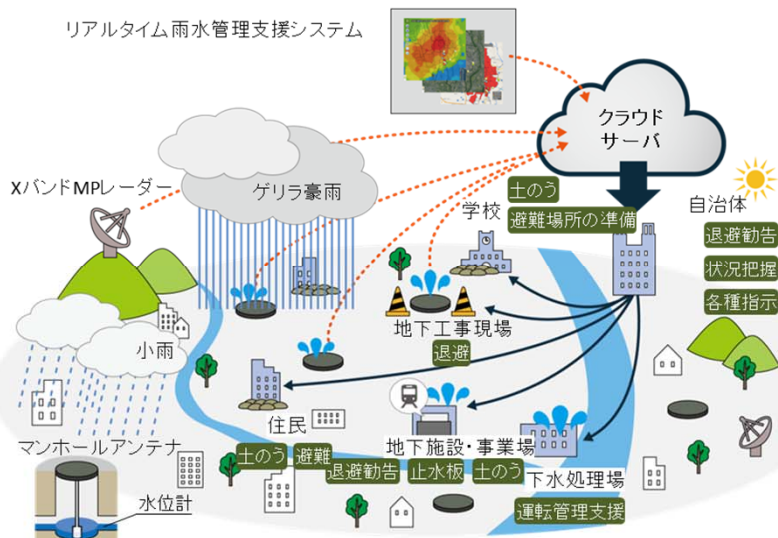 リアルタイム雨水管理支援システム
クラウド
サーバ
XバンドMPレーダー
ゲリラ豪雨
土のう
学校
避難場所の準備
自治体
退避勧告
状況把握
各種指示
小雨
地下工事現場
退避
住民
土のう
避難
地下施設・事業場
退避勧告
止水板
土のう
下水処理場
運転管理支援
マンホールアンテナ
水位計